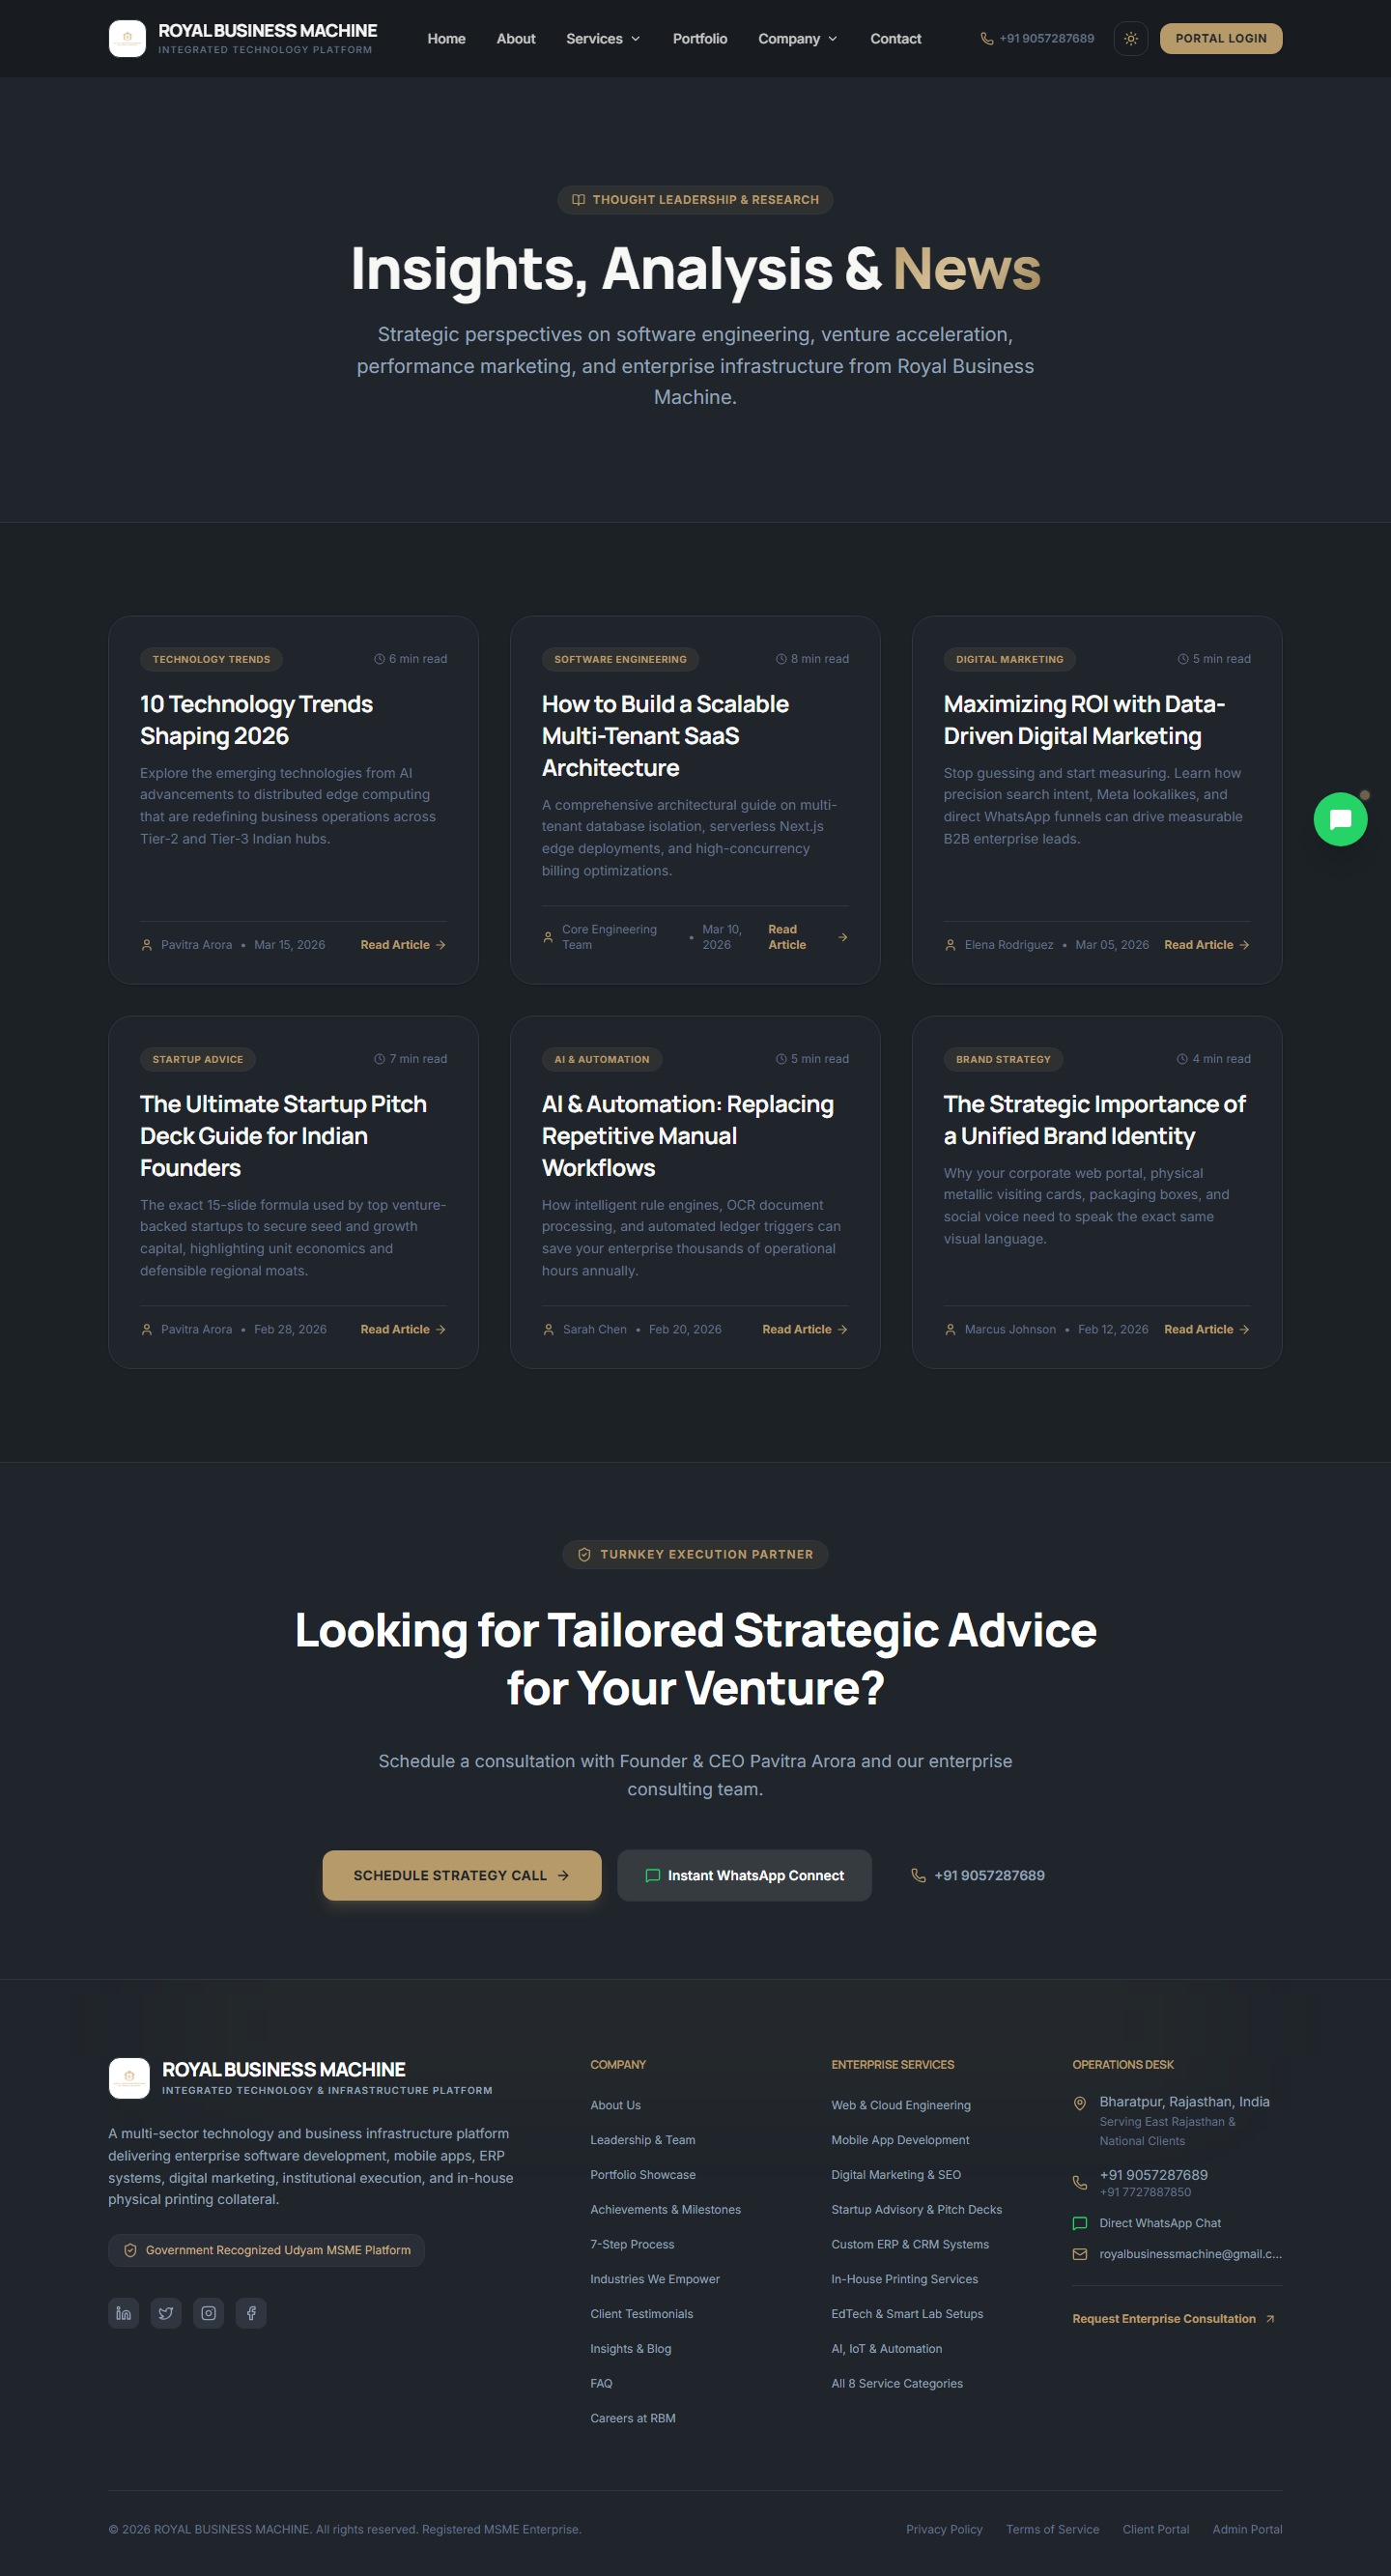 ROYAL BUSINESS MACHINE
INTEGRATED TECHNOLOGY PLATFORM
Home
About
Services
Portfolio
Company
Contact
+91 9057287689
PORTAL LOGIN
THOUGHT LEADERSHIP & RESEARCH
Insights, Analysis & News
Strategic perspectives on software engineering, venture acceleration,
performance marketing, and enterprise infrastructure from Royal Business
Machine.
TECHNOLOGY TRENDS
6 min read
10 Technology Trends
Shaping 2026
Explore the emerging technologies from AI
advancements to distributed edge computing
that are redefining business operations across
Tier-2 and Tier-3 Indian hubs.
Pavitra Arora • Mar 15, 2026
Read Article
SOFTWARE ENGINEERING
8 min read
How to Build a Scalable
Multi-Tenant SaaS
Architecture
A comprehensive architectural guide on multi-
tenant database isolation, serverless Next.js
edge deployments, and high-concurrency
billing optimizations.
Core Engineering
Team
•
Mar 10,
2026
Read
Article
DIGITAL MARKETING
5 min read
Maximizing ROI with Data-
Driven Digital Marketing
Stop guessing and start measuring. Learn how
precision search intent, Meta lookalikes, and
direct WhatsApp funnels can drive measurable
B2B enterprise leads.
Elena Rodriguez • Mar 05, 2026
Read Article
STARTUP ADVICE
7 min read
The Ultimate Startup Pitch
Deck Guide for Indian
Founders
The exact 15-slide formula used by top venture-
backed startups to secure seed and growth
capital, highlighting unit economics and
defensible regional moats.
Pavitra Arora • Feb 28, 2026
Read Article
AI & AUTOMATION
5 min read
AI & Automation: Replacing
Repetitive Manual
Workflows
How intelligent rule engines, OCR document
processing, and automated ledger triggers can
save your enterprise thousands of operational
hours annually.
Sarah Chen • Feb 20, 2026
Read Article
BRAND STRATEGY
4 min read
The Strategic Importance of
a Unified Brand Identity
Why your corporate web portal, physical
metallic visiting cards, packaging boxes, and
social voice need to speak the exact same
visual language.
Marcus Johnson • Feb 12, 2026
Read Article
TURNKEY EXECUTION PARTNER
Looking for Tailored Strategic Advice
for Your Venture?
Schedule a consultation with Founder & CEO Pavitra Arora and our enterprise
consulting team.
SCHEDULE STRATEGY CALL
Instant WhatsApp Connect
+91 9057287689
ROYAL BUSINESS MACHINE
INTEGRATED TECHNOLOGY & INFRASTRUCTURE PLATFORM
A multi-sector technology and business infrastructure platform
delivering enterprise software development, mobile apps, ERP
systems, digital marketing, institutional execution, and in-house
physical printing collateral.
Government Recognized Udyam MSME Platform
COMPANY
About Us
Leadership & Team
Portfolio Showcase
Achievements & Milestones
7-Step Process
Industries We Empower
Client Testimonials
Insights & Blog
FAQ
Careers at RBM
ENTERPRISE SERVICES
Web & Cloud Engineering
Mobile App Development
Digital Marketing & SEO
Startup Advisory & Pitch Decks
Custom ERP & CRM Systems
In-House Printing Services
EdTech & Smart Lab Setups
AI, IoT & Automation
All 8 Service Categories
OPERATIONS DESK
Bharatpur, Rajasthan, India
Serving East Rajasthan &
National Clients
+91 9057287689
+91 7727887850
Direct WhatsApp Chat
royalbusinessmachine@gmail.c...
Request Enterprise Consultation
© 2026 ROYAL BUSINESS MACHINE. All rights reserved. Registered MSME Enterprise.
Privacy Policy
Terms of Service
Client Portal
Admin Portal